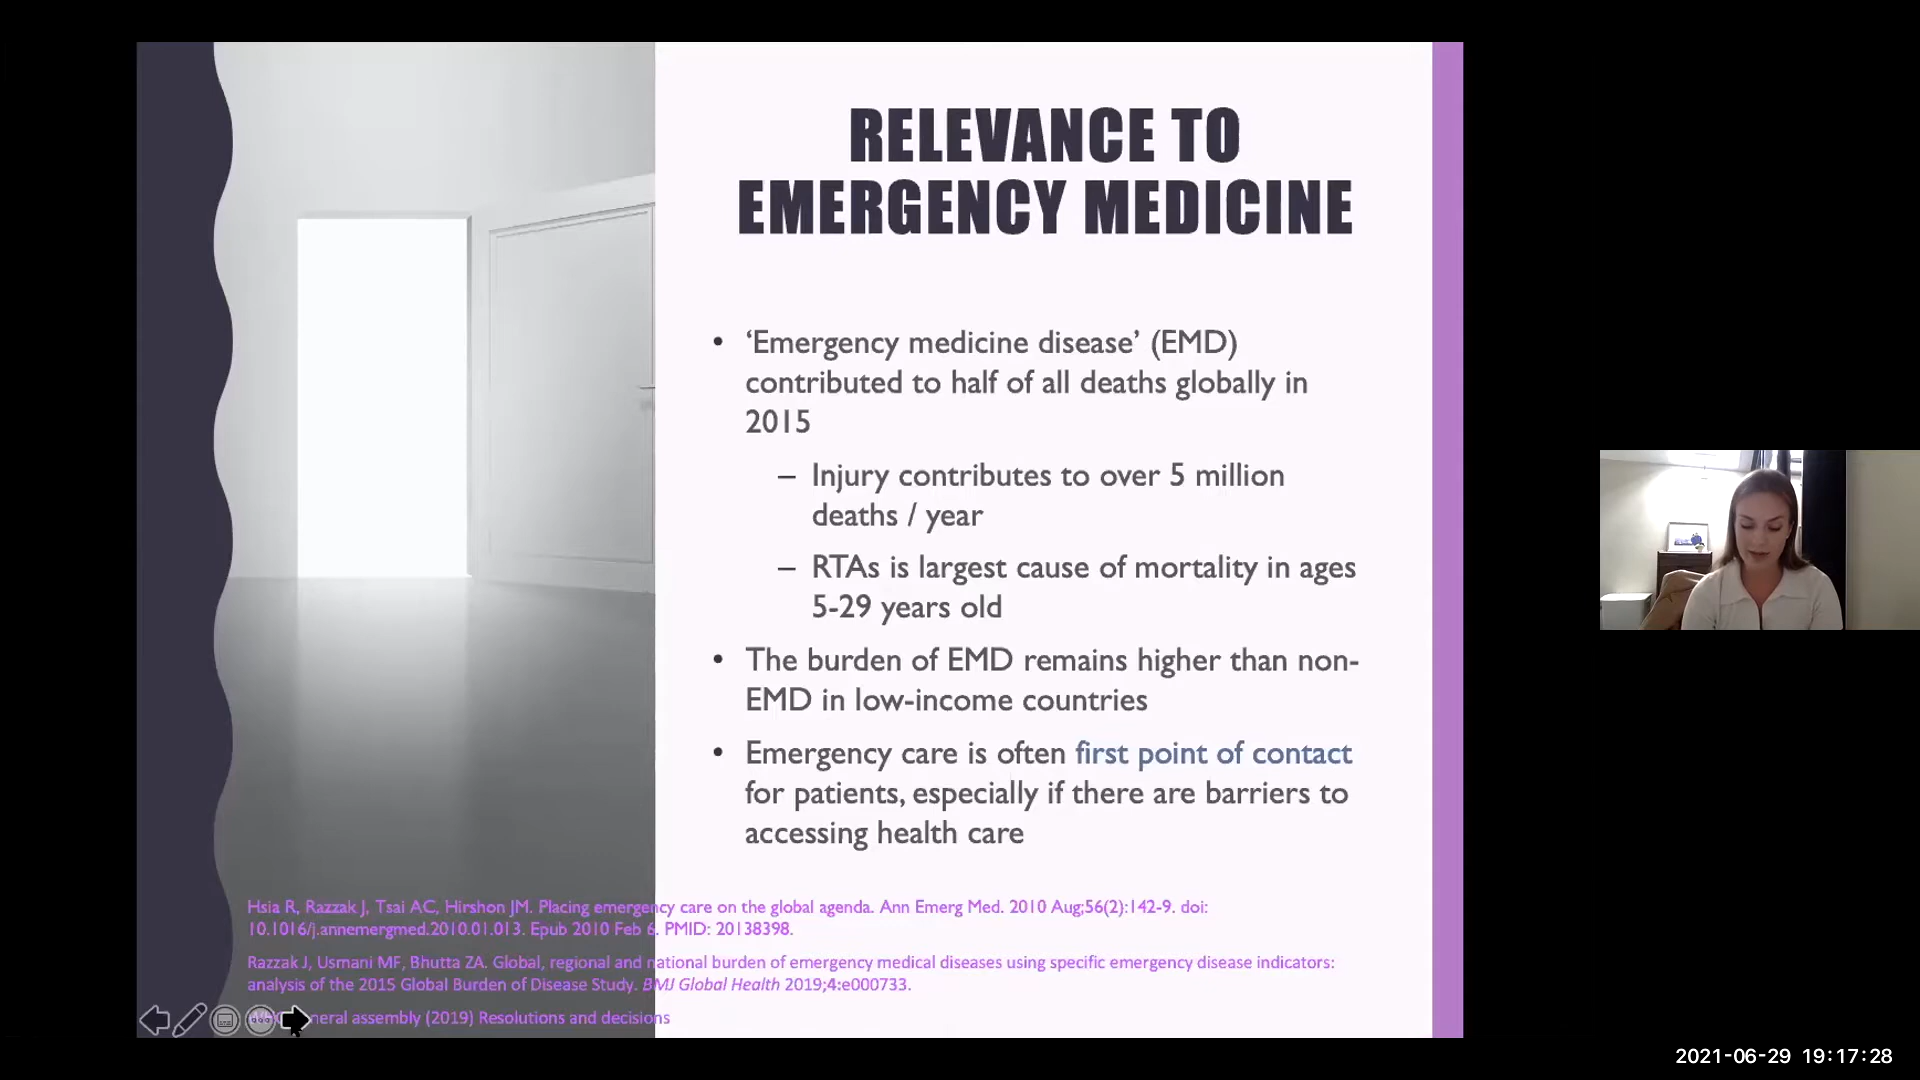 RELEVANCE TO
EMERGENCY MEDICINE
• ‘Emergency medicine disease’ (EMD)
contributed to half of all deaths globally in
2015
– Injury contributes to over 5 million
deaths / year
– RTAs is largest cause of mortality in ages
5-29 years old
• The burden of EMD remains higher than non-
EMD in low-income countries
• Emergency care is often first point of contact
for patients, especially if there are barriers to
accessing health care
Hsia R, Razzak J, Tsai AC, Hirshon JM. Placing emergency care on the global agenda. Ann Emerg Med. 2010 Aug;56(2):142-9. doi:
10.1016/j.annemergmed.2010.01.013. Epub 2010 Feb 6. PMID: 20138398.
Razzak J, Usmani MF, Bhutta ZA. Global, regional and national burden of emergency medical diseases using specific emergency disease indicators:
analysis of the 2015 Global Burden of Disease Study. BMJ Global Health 2019;4:e000733.
assembly (2019) Resolutions and decisions
2021-06-29 19:17:28